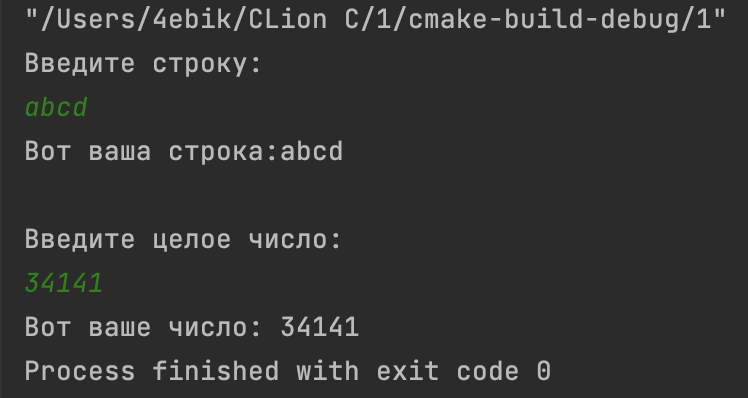 "/Users/4ebik/CLion C/1/cmake-build-debug/1"
Введите строку:
abcd
Вот ваша строка:abcd
Введите целое число:
34141
Вот ваше число: 34141
Process finished with exit code 0